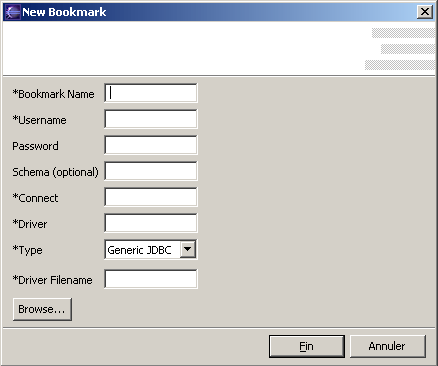 New Bookmark
*Bookmark Name
*Username
Password
Schema (optional)
*Connect
*Driver
*Type Generic JDBC
*Driver Filename
Browse...
Fin Annuler